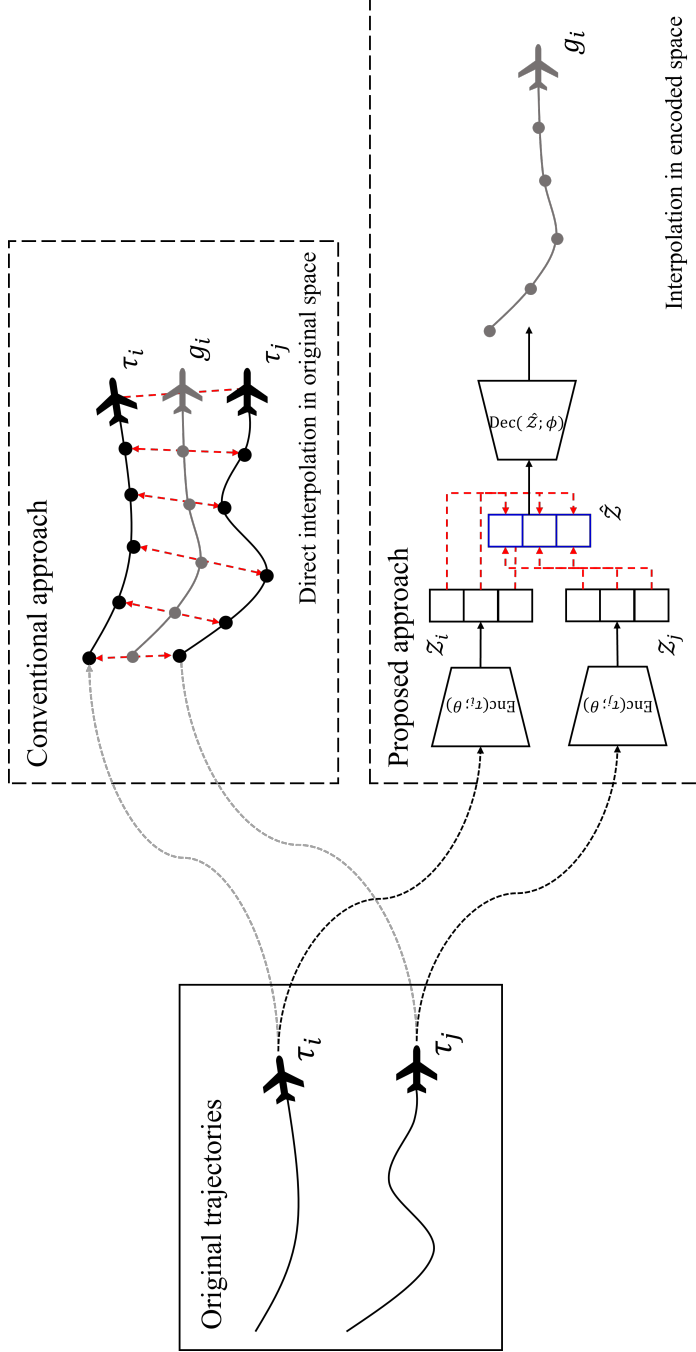 Original trajectories
τi
τj
Conventional approach
τi
gi
τj
Direct interpolation in original space
Proposed approach
Enc(τi; θ)
Zi
Enc(τj; θ)
Zj
ẑ
Dec( ẑ; ϕ)
gi
Interpolation in encoded space